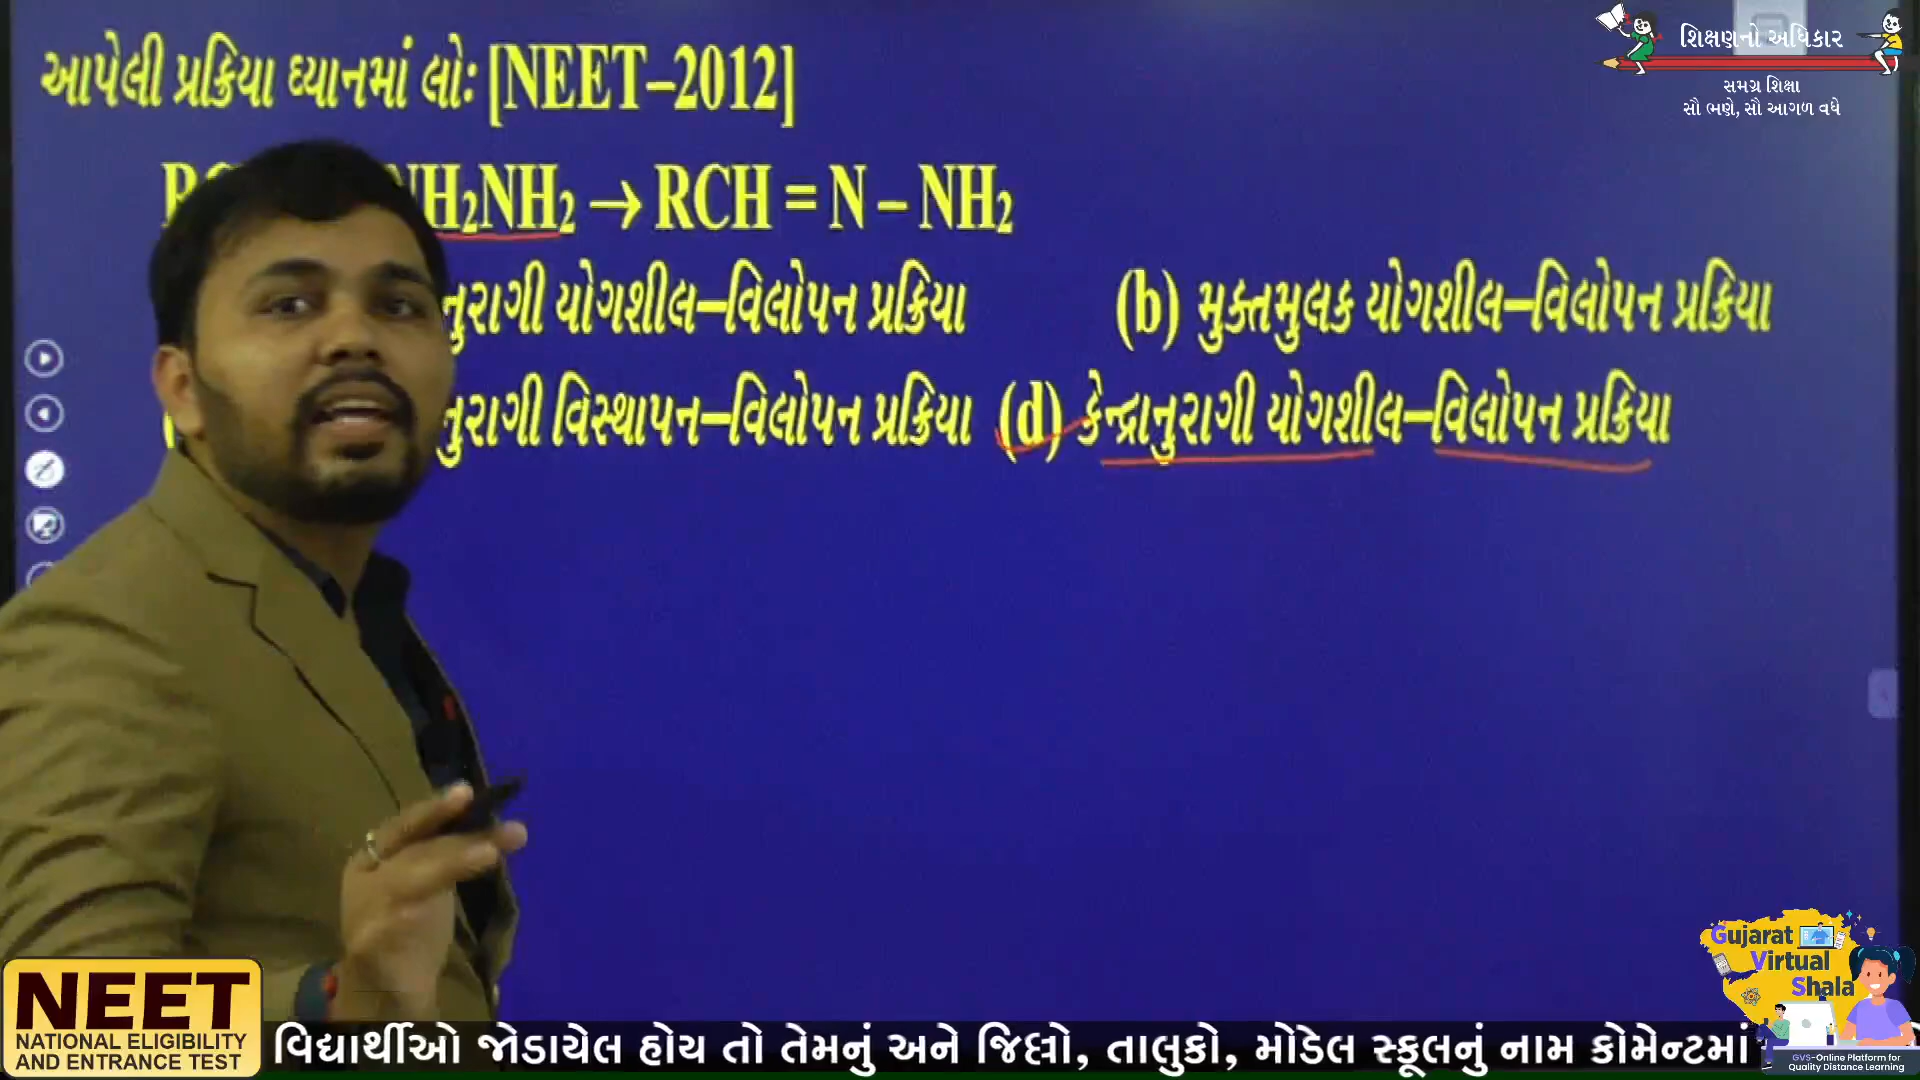 આપેલી પ્રક્રિયા ધ્યાનમાં લોઃ [NEET–2012]
H₂NH₂ → RCH = N – NH₂
નુરાગી યોગશીલ–વિલોપન પ્રક્રિયા
(b) મુક્તમુલક યોગશીલ–વિલોપન પ્રક્રિયા
નુરાગી વિસ્થાપન–વિલોપન પ્રક્રિયા
(d) કેન્દ્રાનુરાગી યોગશીલ–વિલોપન પ્રક્રિયા
શિક્ષણનો અધિકાર
સમગ્ર શિક્ષા
સૌ ભણે, સૌ આગળ વધે
Gujarat
Virtual
Shala
GVS-Online Platform for
Quality Distance Learning
NEET
NATIONAL ELIGIBILITY
AND ENTRANCE TEST
વિદ્યાર્થીઓ જોડાયેલ હોય તો તેમનું અને જિલ્લો, તાલુકો, મોડેલ સ્કૂલનું નામ કોમેન્ટમાં